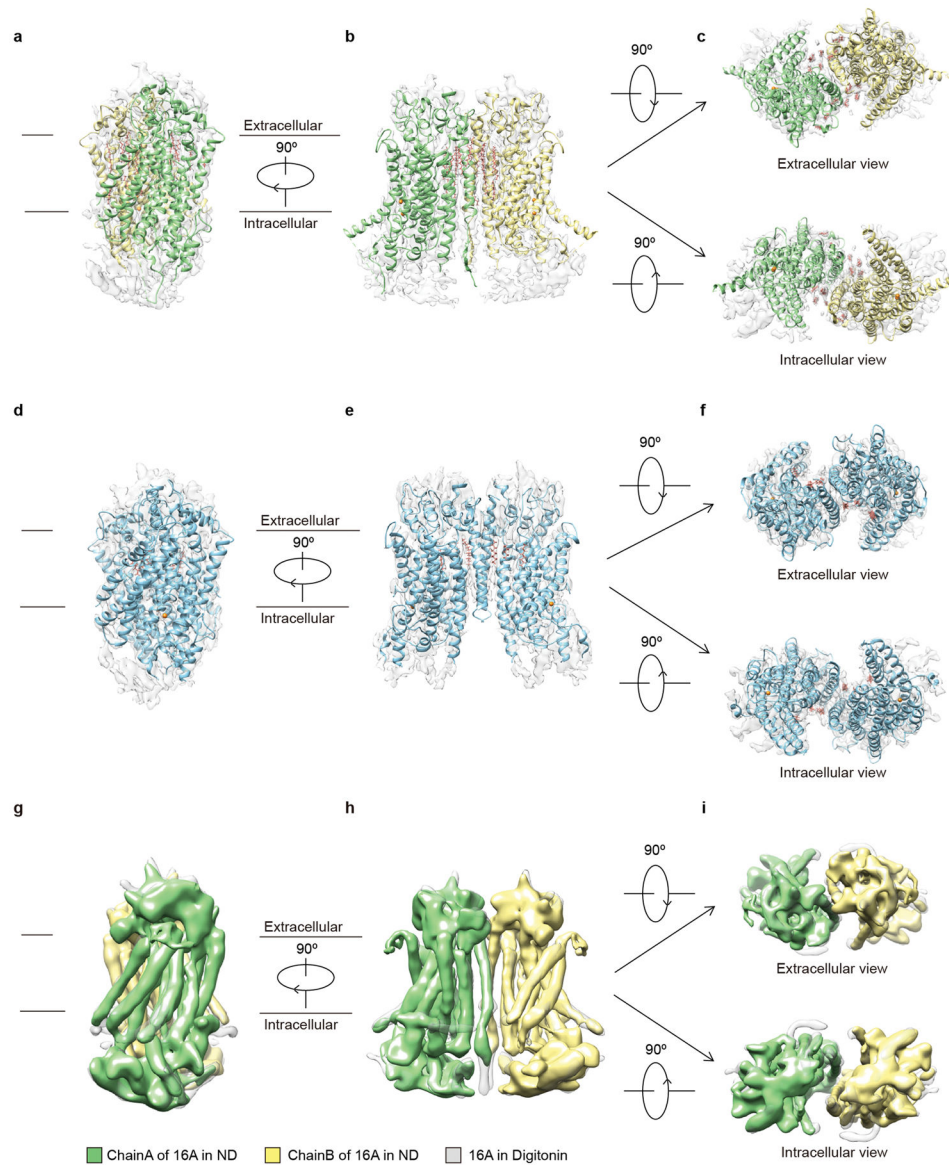 a
b
c
90º
Extracellular
90º
Intracellular
Extracellular view
90º
Intracellular view
d
e
f
90º
Extracellular
90º
Intracellular
Extracellular view
90º
Intracellular view
g
h
i
90º
Extracellular
90º
Intracellular
Extracellular view
90º
Intracellular view
ChainA of 16A in ND
ChainB of 16A in ND
16A in Digitonin